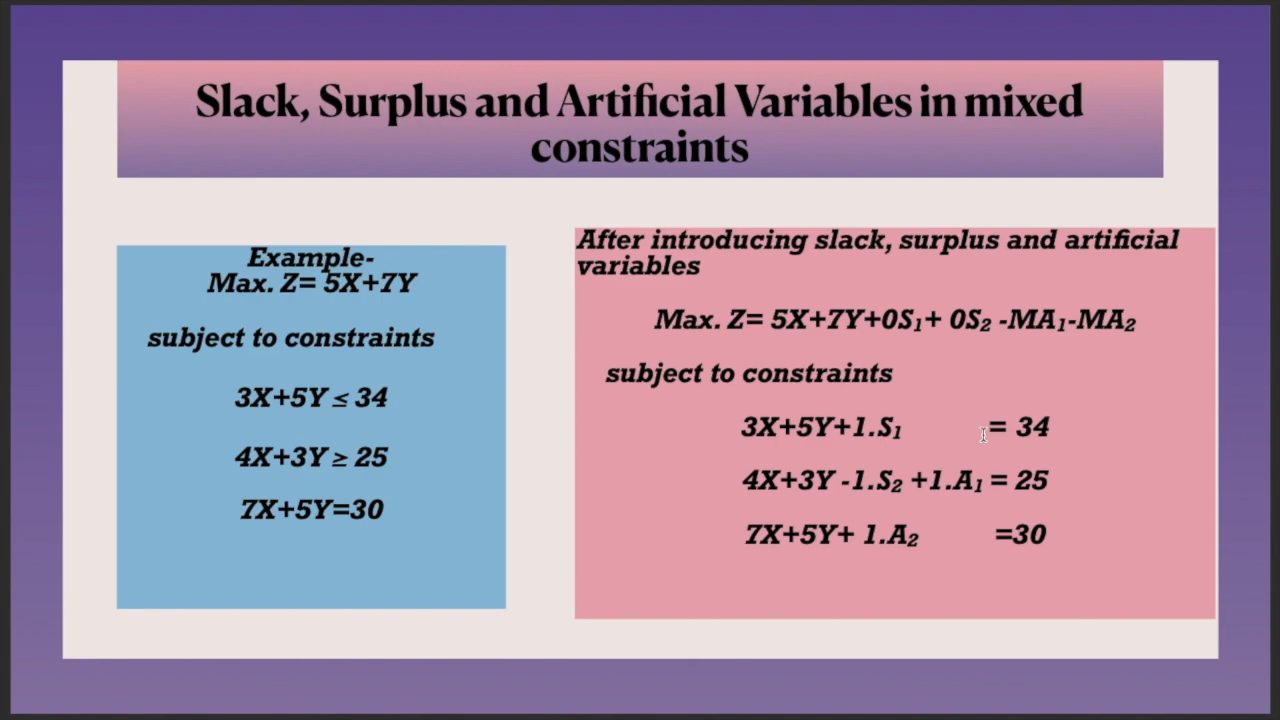 Slack, Surplus and Artificial Variables in mixed
constraints
Example-
Max. Z= 5X+7Y
subject to constraints
3X+5Y ≤ 34
4X+3Y ≥ 25
7X+5Y=30
After introducing slack, surplus and artificial
variables
Max. Z= 5X+7Y+0S₁+ 0S₂ -MA₁-MA₂
subject to constraints
3X+5Y+1.S₁ = 34
4X+3Y -1.S₂ +1.A₁ = 25
7X+5Y+ 1.A₂ =30